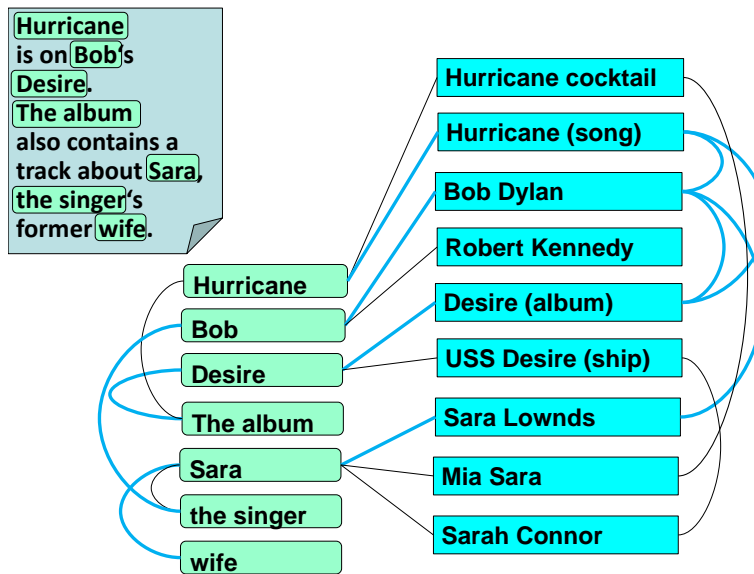 Hurricane
is on Bob‘s
Desire.
The album
also contains a
track about Sara,
the singer‘s
former wife.
Hurricane
Bob
Desire
The album
Sara
the singer
wife
Hurricane cocktail
Hurricane (song)
Bob Dylan
Robert Kennedy
Desire (album)
USS Desire (ship)
Sara Lownds
Mia Sara
Sarah Connor